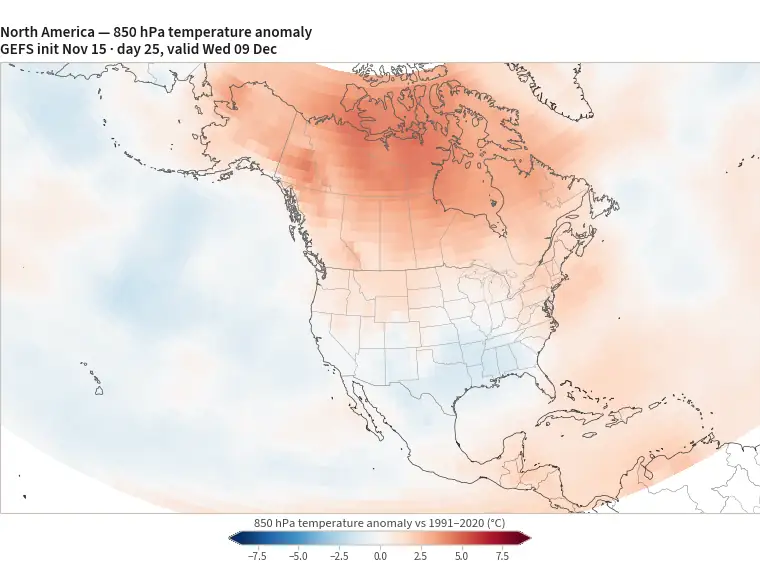 North America — 850 hPa temperature anomaly
GEFS init Nov 15 · day 25, valid Wed 09 Dec
850 hPa temperature anomaly vs 1991–2020 (°C)
−7.5 −5.0 −2.5 0.0 2.5 5.0 7.5